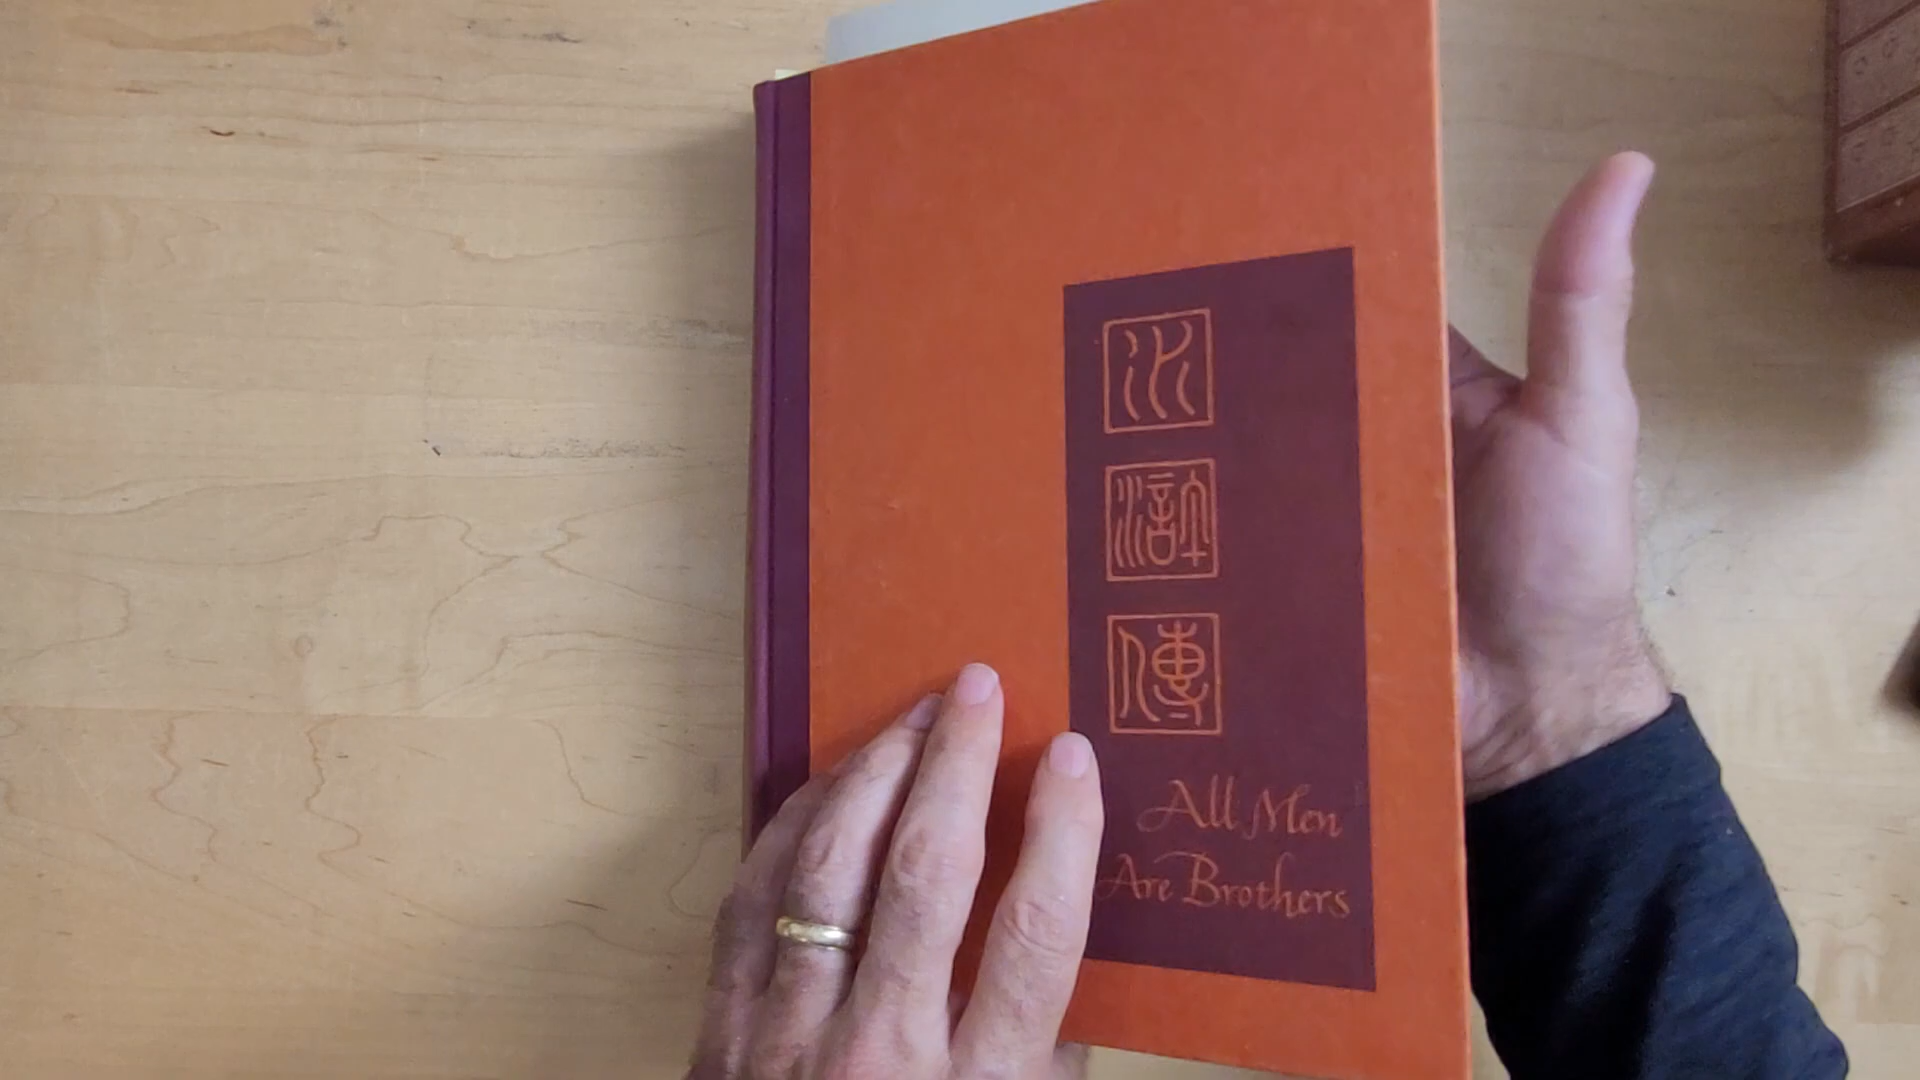 水
滸
傳
All Men
Are Brothers